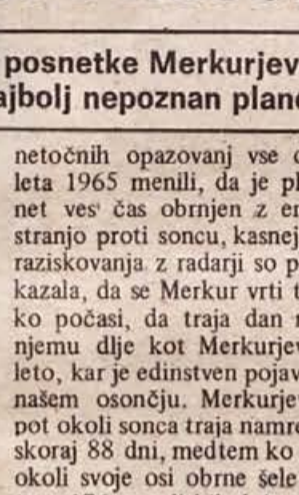 posnetke Merkurjev
ajbolj nepoznan plan
netočnih opazovanj vse
leta 1965 menili, da je pl
net ves' čas obrnjen z
stranjo proti soncu, kasnej
raziskovanja z radarji so p
kazala, da se Merkur vrti t
ko počasi, da traja dan
njemu dlje kot Merkurjev
leto, kar je edinstven pojav
našem osončju. Merkurjev
pot okoli sonca traja namre
skoraj 88 dni, medtem ko
okoli svoje osi obrne šele